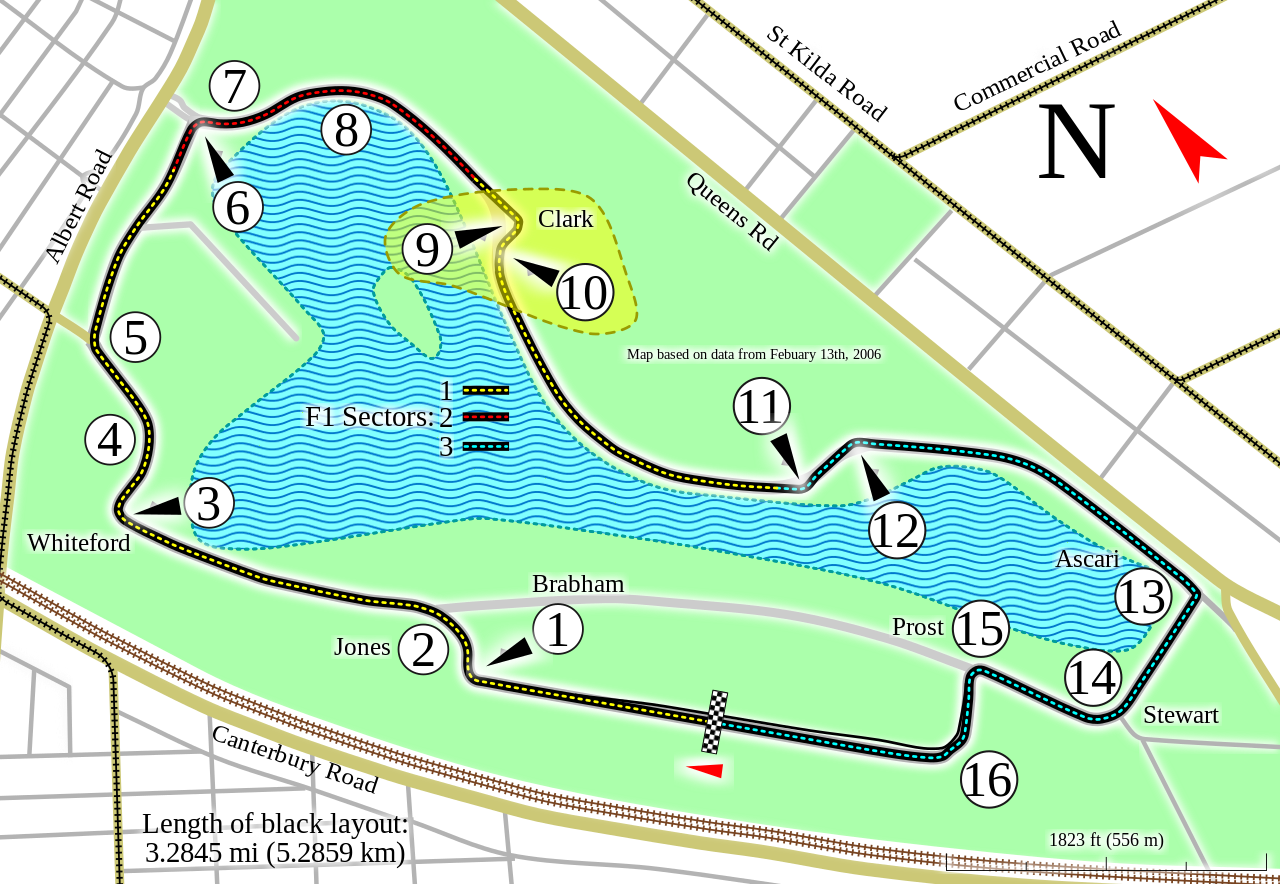 St Kilda Road
Commercial Road
N
7
8
6
Albert Road
Queens Rd
Clark
9
10
5
Map based on data from Febuary 13th, 2006
1
F1 Sectors: 2
3
11
4
3
12
Whiteford
Ascari
13
Brabham
1
Prost
15
Jones
2
14
Stewart
Canterbury Road
16
Length of black layout:
3.2845 mi (5.2859 km)
1823 ft (556 m)